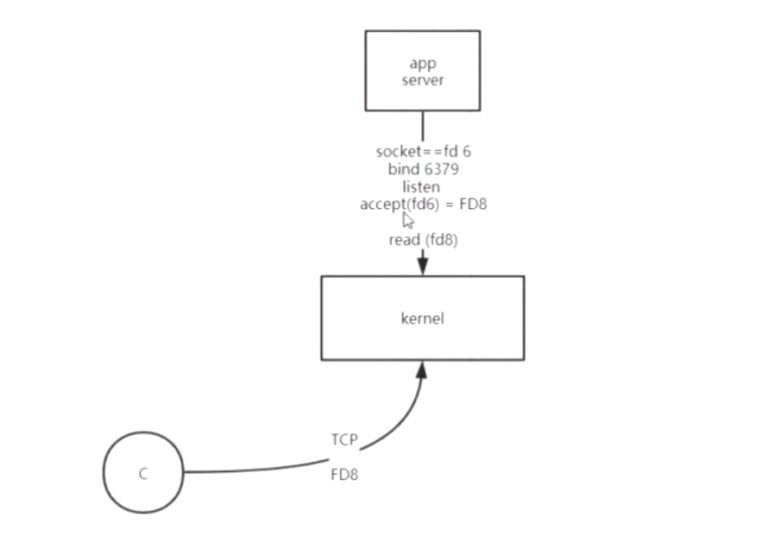 app
server
socket==fd 6
bind 6379
listen
accept(fd6) = FD8
read (fd8)
kernel
TCP
C
FD8